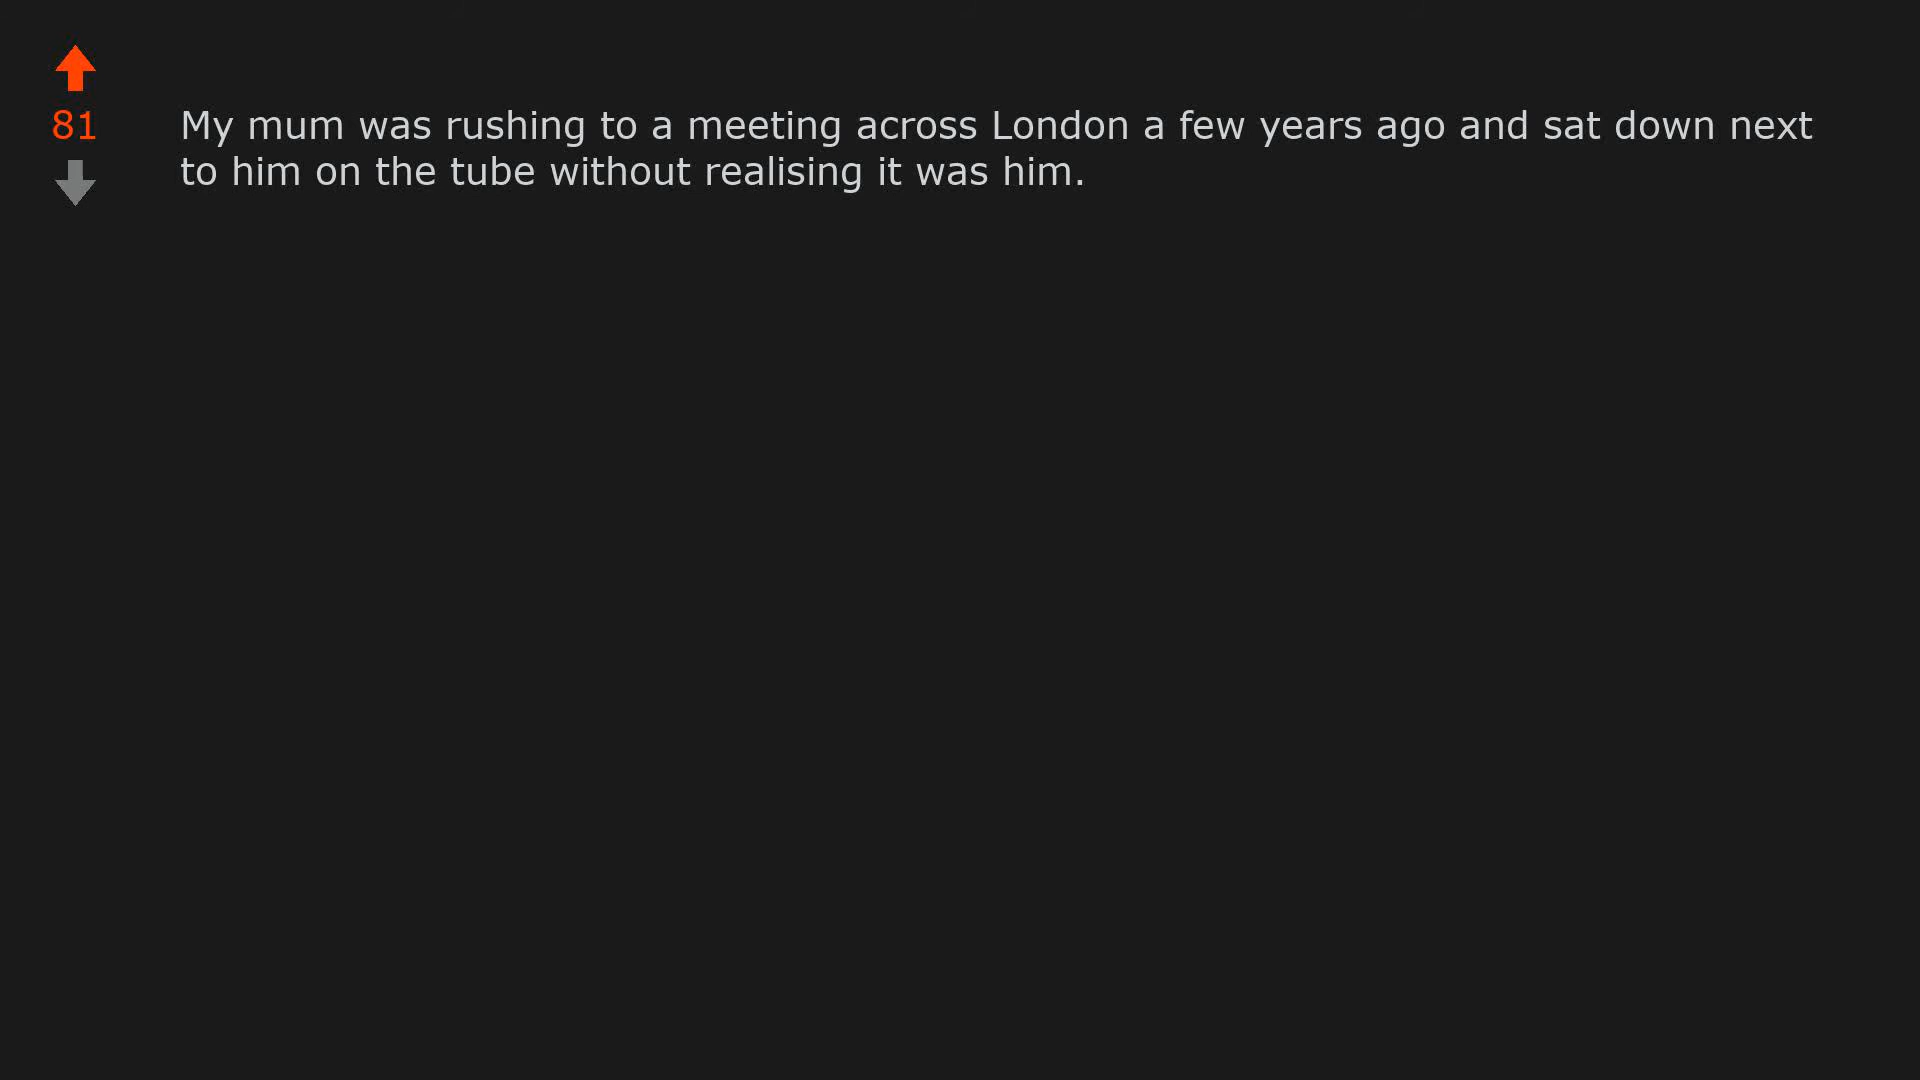 81
My mum was rushing to a meeting across London a few years ago and sat down next
to him on the tube without realising it was him.